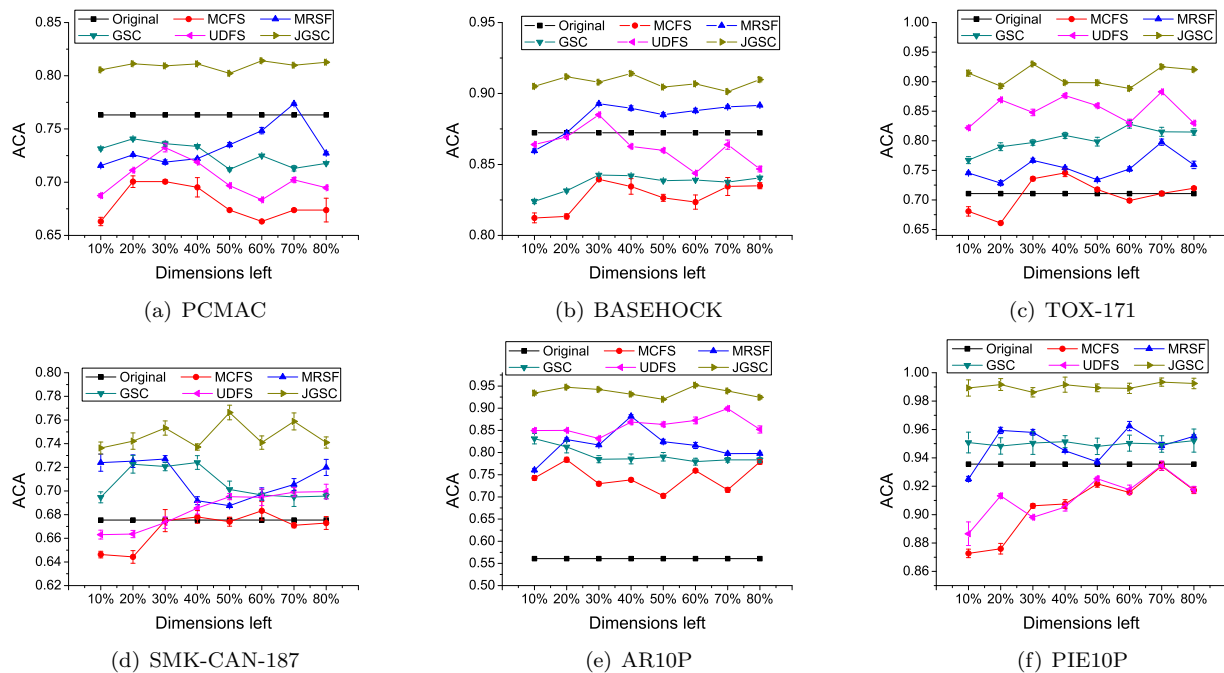 Original MCFS MRSF
GSC UDFS JGSC
0.85
0.80
0.75
0.70
0.65
ACA
10% 20% 30% 40% 50% 60% 70% 80%
Dimensions left
(a) PCMAC
Original MCFS MRSF
GSC UDFS JGSC
0.95
0.90
0.85
0.80
ACA
10% 20% 30% 40% 50% 60% 70% 80%
Dimensions left
(b) BASEHOCK
Original MCFS MRSF
GSC UDFS JGSC
1.00
0.95
0.90
0.85
0.80
0.75
0.70
0.65
ACA
10% 20% 30% 40% 50% 60% 70% 80%
Dimensions left
(c) TOX-171
Original MCFS MRSF
GSC UDFS JGSC
0.80
0.78
0.76
0.74
0.72
0.70
0.68
0.66
0.64
0.62
ACA
10% 20% 30% 40% 50% 60% 70% 80%
Dimensions left
(d) SMK-CAN-187
Original MCFS MRSF
GSC UDFS JGSC
0.95
0.90
0.85
0.80
0.75
0.70
0.65
0.60
0.55
0.50
ACA
10% 20% 30% 40% 50% 60% 70% 80%
Dimensions left
(e) AR10P
Original MCFS MRSF
GSC UDFS JGSC
1.00
0.98
0.96
0.94
0.92
0.90
0.88
0.86
ACA
10% 20% 30% 40% 50% 60% 70% 80%
Dimensions left
(f) PIE10P